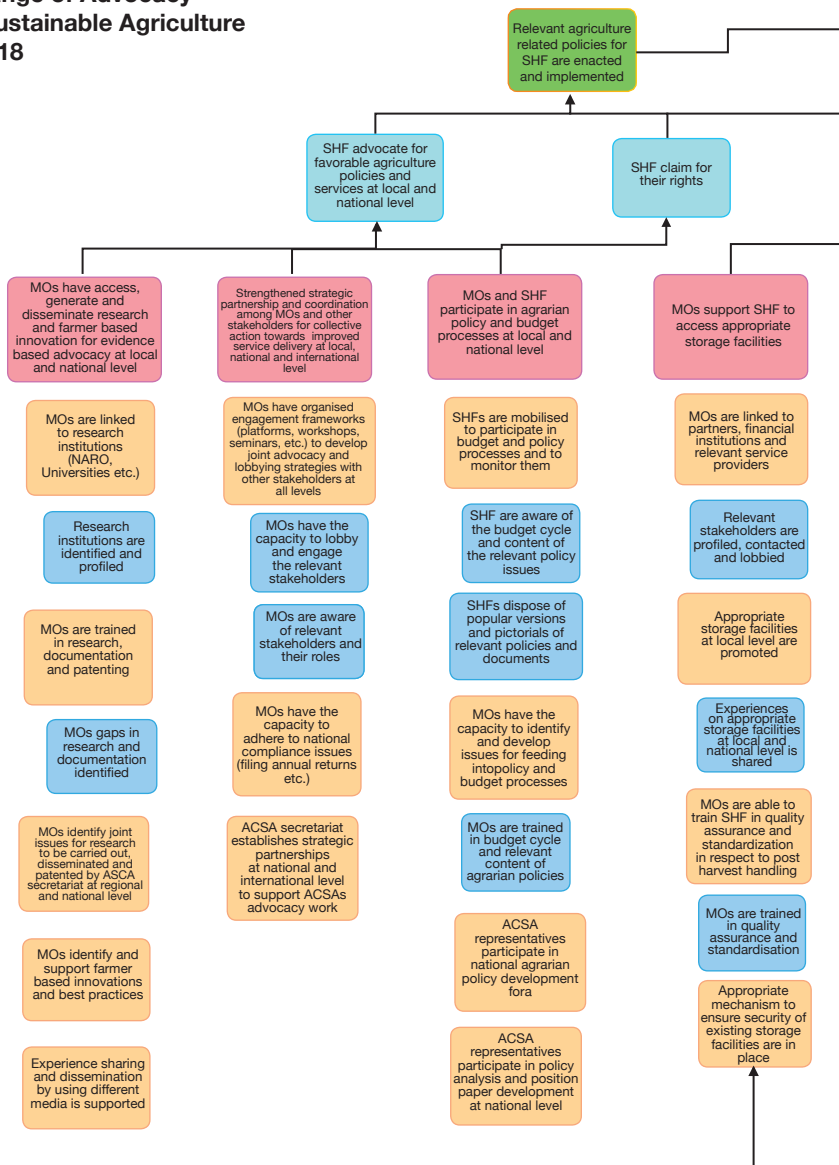 nge of Advocacy
ustainable Agriculture
18
Relevant agriculture
related policies for
SHF are enacted
and implemented
SHF advocate for
favorable agriculture
policies and
services at local and
national level
SHF claim for
their rights
MOs have access,
generate and
disseminate research
and farmer based
innovation for evidence
based advocacy at local
and national level
MOs are linked
to research
institutions
(NARO,
Universities etc.)
Research
institutions are
identified and
profiled
MOs are trained
in research,
documentation
and patenting
MOs gaps in
research and
documentation
identified
MOs identify joint
issues for research
to be carried out,
disseminated and
patented by ASCA
secretariat at regional
and national level
MOs identify and
support farmer
based innovations
and best practices
Experience sharing
and dissemination
by using different
media is supported
Strengthened strategic
partnership and coordination
among MOs and other
stakeholders for collective
action towards improved
service delivery at local,
national and international
level
MOs have organised
engagement frameworks
(platforms, workshops,
seminars, etc.) to develop
joint advocacy and
lobbying strategies with
other stakeholders at
all levels
MOs have the
capacity to lobby
and engage
the relevant
stakeholders
MOs are aware
of relevant
stakeholders and
their roles
MOs have the
capacity to
adhere to national
compliance issues
(filing annual returns
etc.)
ACSA secretariat
establishes strategic
partnerships
at national and
international level
to support ACSAs
advocacy work
MOs and SHF
participate in agrarian
policy and budget
processes at local and
national level
SHFs are mobilised
to participate in
budget and policy
processes and to
monitor them
SHF are aware of
the budget cycle
and content of
the relevant policy
issues
SHFs dispose of
popular versions
and pictorials of
relevant policies and
documents
MOs have the
capacity to identify
and develop
issues for feeding
intopolicy and
budget processes
MOs are trained
in budget cycle
and relevant
content of
agrarian policies
ACSA
representatives
participate in
national agrarian
policy development
fora
ACSA
representatives
participate in policy
analysis and position
paper development
at national level
MOs support SHF to
access appropriate
storage facilities
MOs are linked to
partners, financial
institutions and
relevant service
providers
Relevant
stakeholders are
profiled, contacted
and lobbied
Appropriate
storage facilities
at local level are
promoted
Experiences
on appropriate
storage facilities
at local and
national level is
shared
MOs are able to
train SHF in quality
assurance and
standardization
in respect to post
harvest handling
MOs are trained
in quality
assurance and
standardisation
Appropriate
mechanism to
ensure security of
existing storage
facilities are in
place